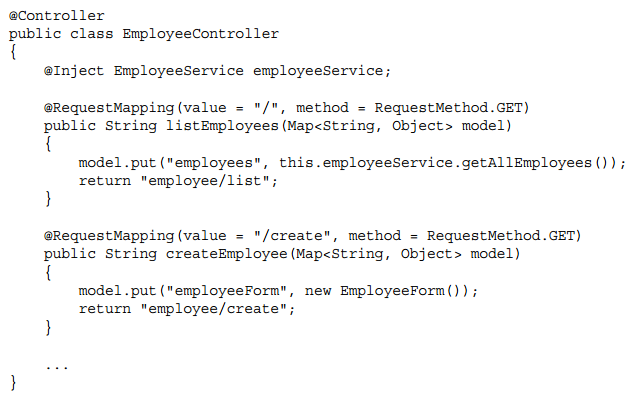 @Controller
public class EmployeeController
{
    @Inject EmployeeService employeeService;

    @RequestMapping(value = "/", method = RequestMethod.GET)
    public String listEmployees(Map<String, Object> model)
    {
        model.put("employees", this.employeeService.getAllEmployees());
        return "employee/list";
    }

    @RequestMapping(value = "/create", method = RequestMethod.GET)
    public String createEmployee(Map<String, Object> model)
    {
        model.put("employeeForm", new EmployeeForm());
        return "employee/create";
    }

    ...
}